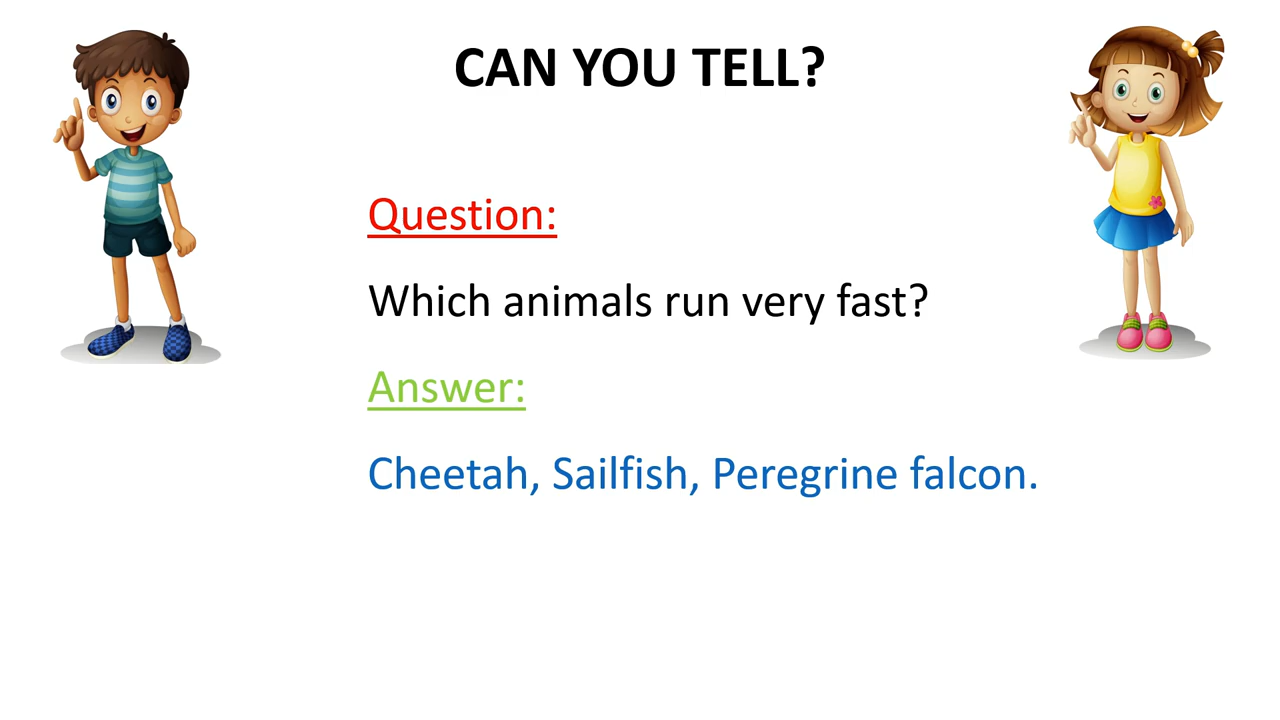 CAN YOU TELL?
Question:
Which animals run very fast?
Answer:
Cheetah, Sailfish, Peregrine falcon.